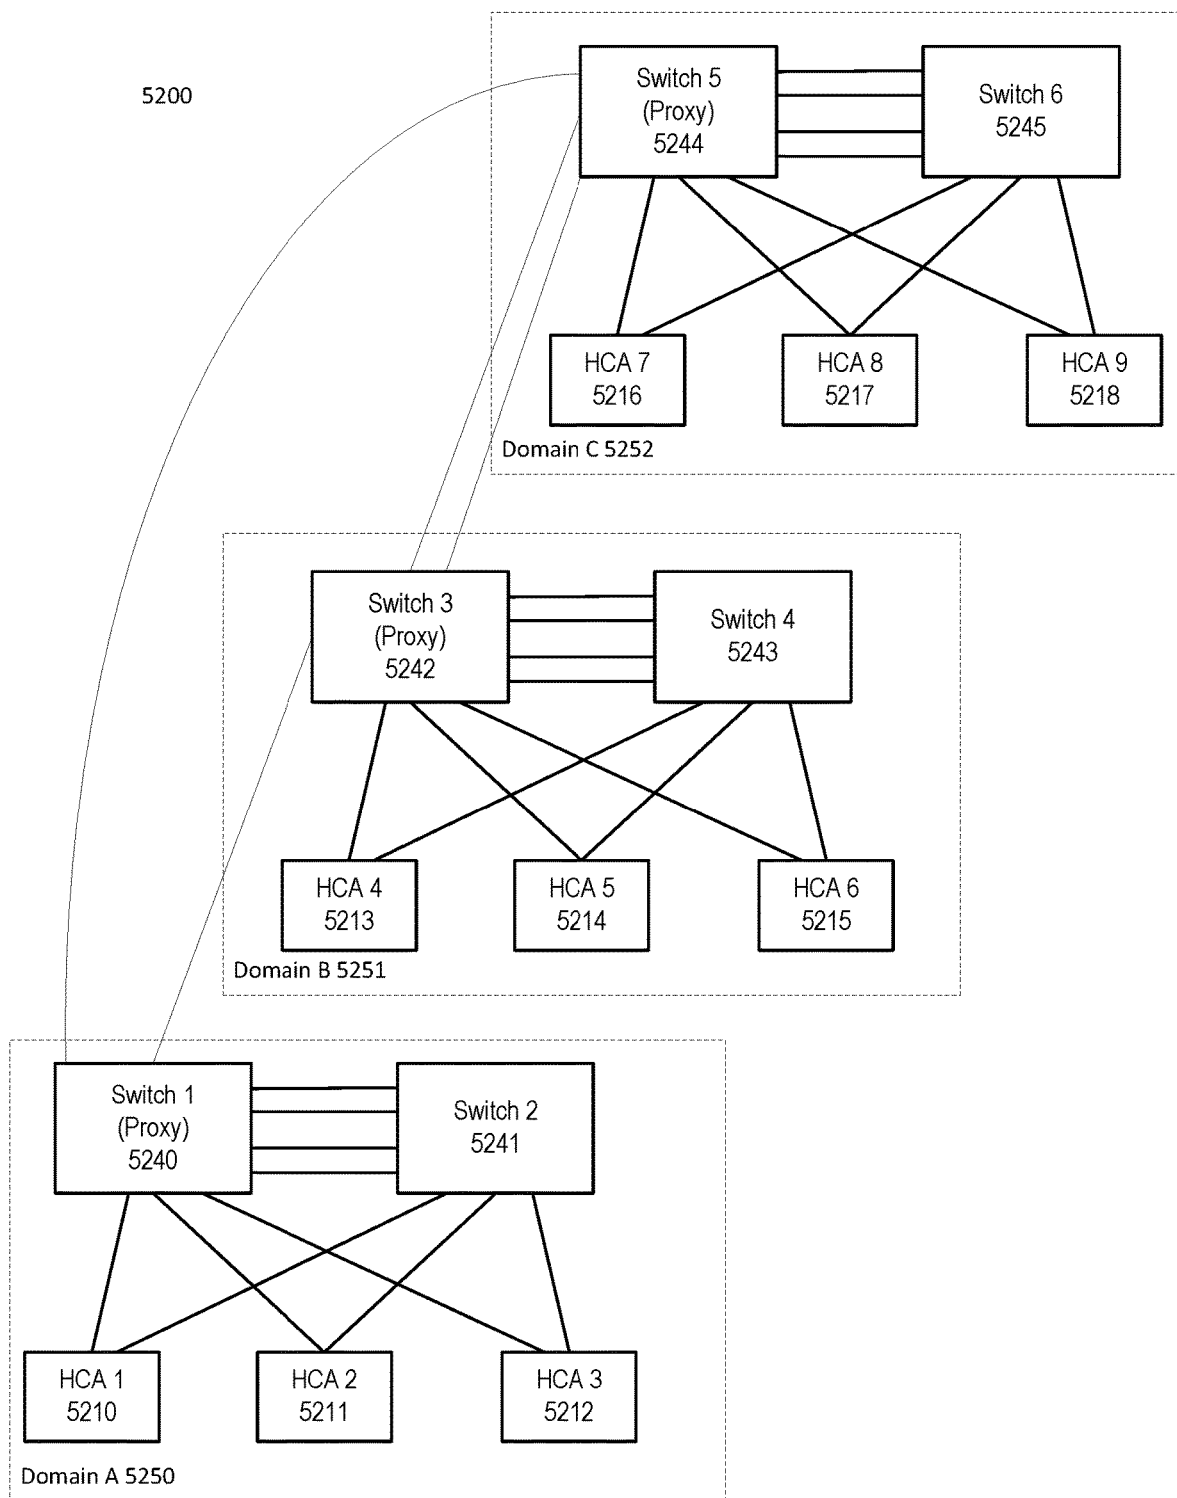 5200
Switch 5
(Proxy)
5244
Switch 6
5245
HCA 7
5216
HCA 8
5217
HCA 9
5218
Domain C 5252
Switch 3
(Proxy)
5242
Switch 4
5243
HCA 4
5213
HCA 5
5214
HCA 6
5215
Domain B 5251
Switch 1
(Proxy)
5240
Switch 2
5241
HCA 1
5210
HCA 2
5211
HCA 3
5212
Domain A 5250